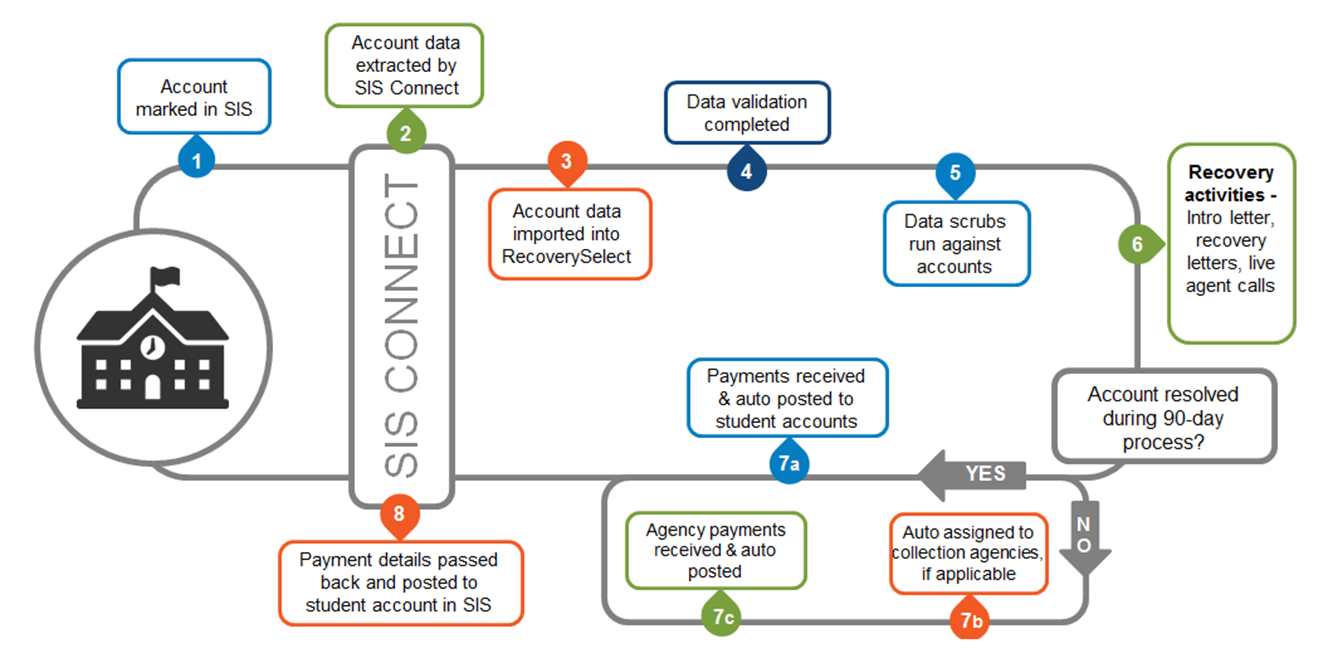 Account
marked in SIS
1
Account data
extracted by
SIS Connect
2
SIS CONNECT
3
Account data
imported into
RecoverySelect
Data validation
completed
4
5
Data scrubs
run against
accounts
6
Recovery
activities -
Intro letter,
recovery
letters, live
agent calls
Account resolved
during 90-day
process?
YES
NO
Payments received
& auto posted to
student accounts
7a
Auto assigned to
collection agencies,
if applicable
7b
Agency payments
received & auto
posted
7c
8
Payment details passed
back and posted to
student account in SIS